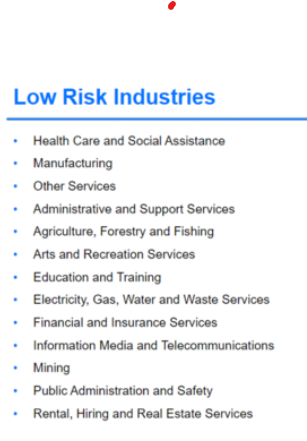 Low Risk Industries
• Health Care and Social Assistance
• Manufacturing
• Other Services
• Administrative and Support Services
• Agriculture, Forestry and Fishing
• Arts and Recreation Services
• Education and Training
• Electricity, Gas, Water and Waste Services
• Financial and Insurance Services
• Information Media and Telecommunications
• Mining
• Public Administration and Safety
• Rental, Hiring and Real Estate Services